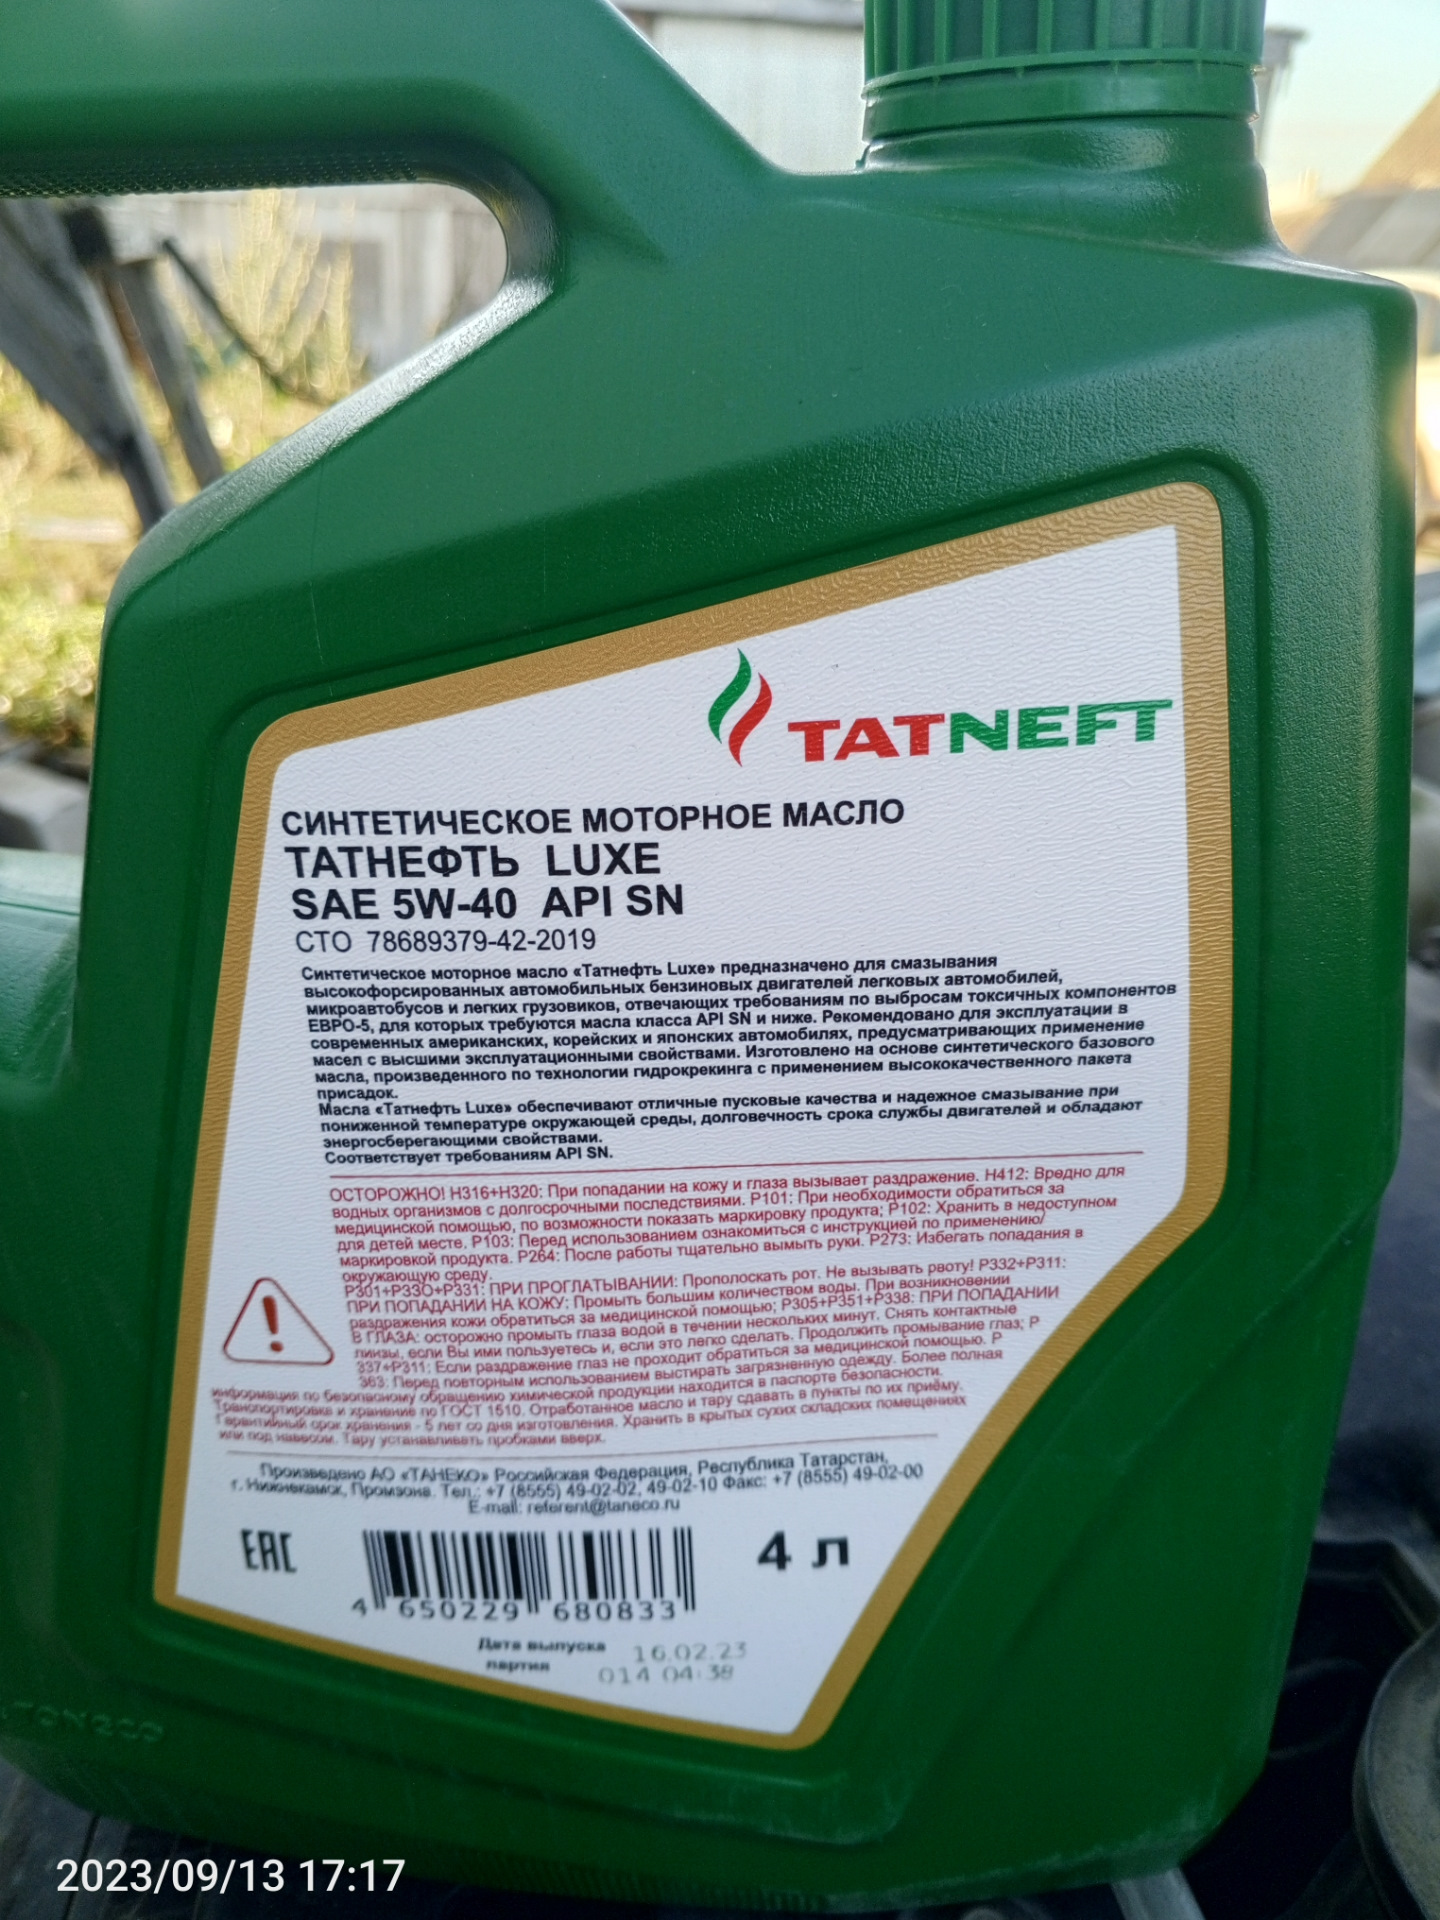 TATNEFT
СИНТЕТИЧЕСКОЕ МОТОРНОЕ МАСЛО
ТАТНЕФТЬ LUXE
SAE 5W-40 API SN
СТО 78689379-42-2019
Синтетическое моторное масло «Татнефть Luxe» предназначено для смазывания
высокофорсированных автомобильных бензиновых двигателей легковых автомобилей,
микроавтобусов и легких грузовиков, отвечающих требованиям по выбросам токсичных компонентов
ЕВРО-5, для которых требуются масла класса API SN и ниже. Рекомендовано для эксплуатации в
современных американских, корейских и японских автомобилях, предусматривающих применение
масел с высшими эксплуатационными свойствами. Изготовлено на основе синтетического базового
масла, произведенного по технологии гидрокрекинга с применением высококачественного пакета
присадок.
Масла «Татнефть Luxe» обеспечивают отличные пусковые качества и надежное смазывание при
пониженной температуре окружающей среды, долговечность срока службы двигателей и обладают
энергосберегающими свойствами.
Соответствует требованиям API SN.
ОСТОРОЖНО! H316+H320: При попадании на кожу и глаза вызывает раздражение. H412: Вредно для
водных организмов с долгосрочными последствиями. P101: При необходимости обратиться за
медицинской помощью, по возможности показать маркировку продукта; P102: Хранить в недоступном
для детей месте. P103: Перед использованием ознакомиться с инструкцией по применению/
маркировкой продукта. P264: После работы тщательно вымыть руки. P273: Избегать попадания в
окружающую среду.
P301+P330+P331: ПРИ ПРОГЛАТЫВАНИИ: Прополоскать рот. Не вызывать рвоту! P332+P311:
ПРИ ПОПАДАНИИ НА КОЖУ: Промыть большим количеством воды. При возникновении
раздражения кожи обратиться за медицинской помощью; P305+P351+P338: ПРИ ПОПАДАНИИ
В ГЛАЗА: осторожно промыть глаза водой в течении нескольких минут. Снять контактные
линзы, если Вы ими пользуетесь и, если это легко сделать. Продолжить промывание глаз; P
337+P311: Если раздражение глаз не проходит обратиться за медицинской помощью. P
363: Перед повторным использованием выстирать загрязненную одежду. Более полная
информация по безопасному обращению химической продукции находится в паспорте безопасности.
Транспортировка и хранение по ГОСТ 1510. Отработанное масло и тару сдавать в пункты по их приёму.
Гарантийный срок хранения - 5 лет со дня изготовления. Хранить в крытых сухих складских помещениях
или под навесом. Тару устанавливать пробками вверх.
Произведено АО «ТАНЕКО» Российская Федерация, Республика Татарстан,
г. Нижнекамск, Промзона. Тел.: +7 (8555) 49-02-02, 49-02-10 Факс: +7 (8555) 49-02-00
E-mail: referent@taneco.ru
EAC
4 л
4 650229 680833
Дата выпуска 16.02.23
партия 014 04:38
taneco
2023/09/13 17:17